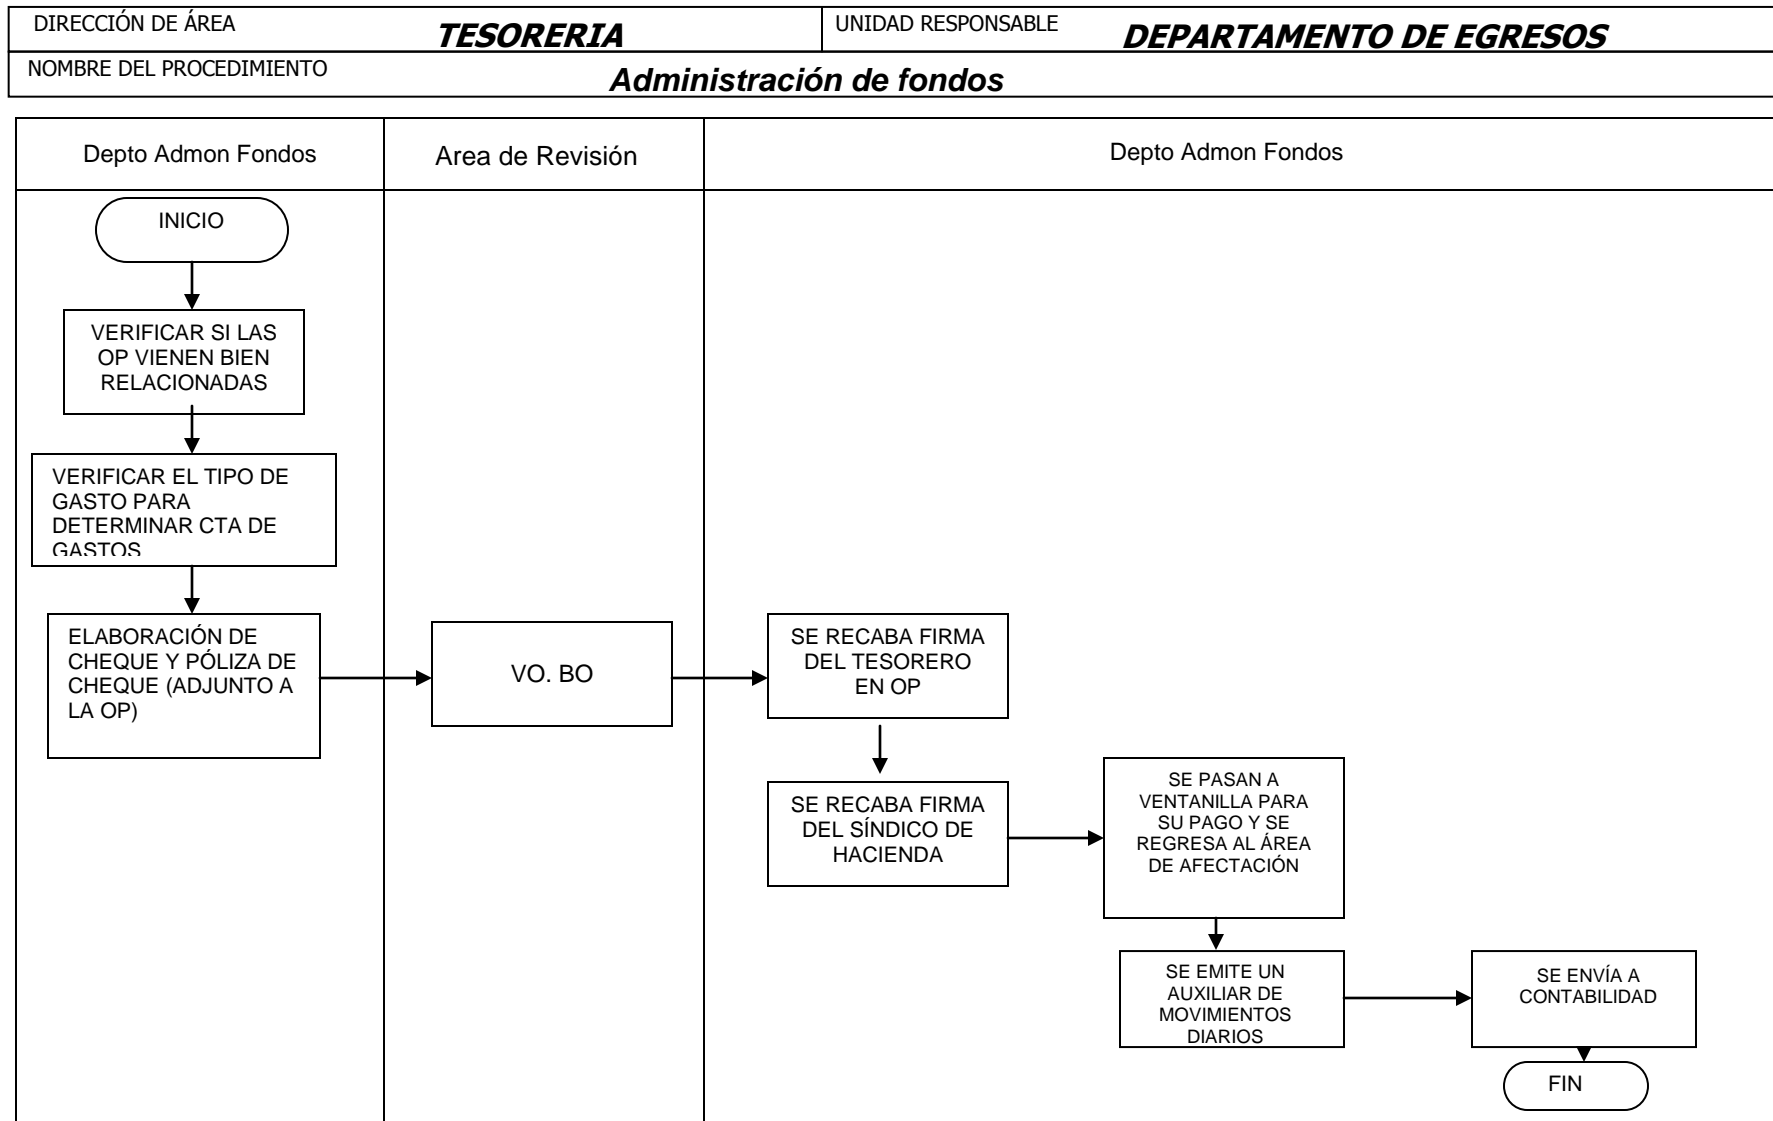 DIRECCIÓN DE ÁREA
TESORERIA
UNIDAD RESPONSABLE
DEPARTAMENTO DE EGRESOS
NOMBRE DEL PROCEDIMIENTO
Administración de fondos
Depto Admon Fondos
Area de Revisión
Depto Admon Fondos
INICIO
VERIFICAR SI LAS
OP VIENEN BIEN
RELACIONADAS
VERIFICAR EL TIPO DE
GASTO PARA
DETERMINAR CTA DE
GASTOS
ELABORACIÓN DE
CHEQUE Y PÓLIZA DE
CHEQUE (ADJUNTO A
LA OP)
VO. BO
SE RECABA FIRMA
DEL TESORERO
EN OP
SE RECABA FIRMA
DEL SÍNDICO DE
HACIENDA
SE PASAN A
VENTANILLA PARA
SU PAGO Y SE
REGRESA AL ÁREA
DE AFECTACIÓN
SE EMITE UN
AUXILIAR DE
MOVIMIENTOS
DIARIOS
SE ENVÍA A
CONTABILIDAD
FIN